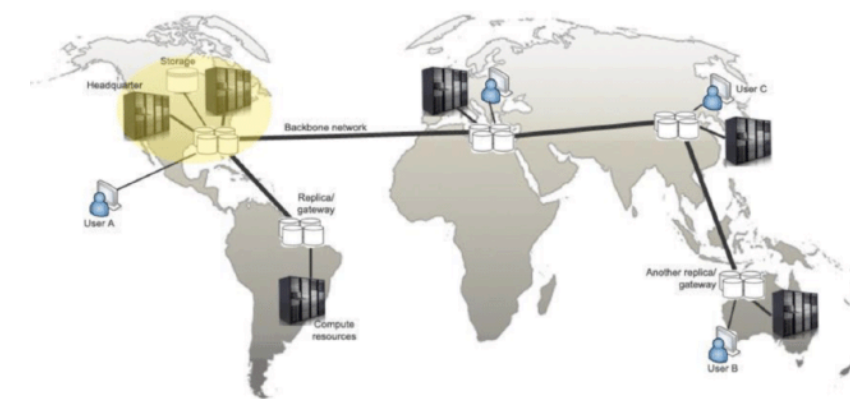 Storage
Headquarter
User C
Backbone network
Replica/
gateway
User A
Another replica/
gateway
Compute
resources
User B